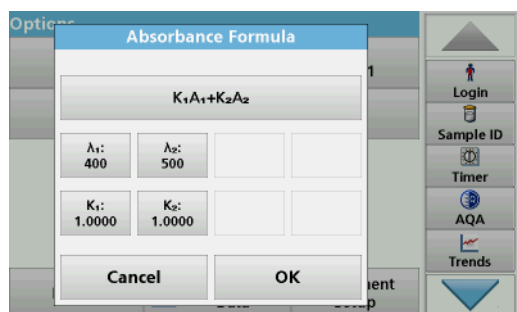 Options
Absorbance Formula
1
K₁A₁+K₂A₂
λ₁:
400
λ₂:
500
K₁:
1.0000
K₂:
1.0000
Cancel
OK
Login
Sample ID
Timer
AQA
Trends